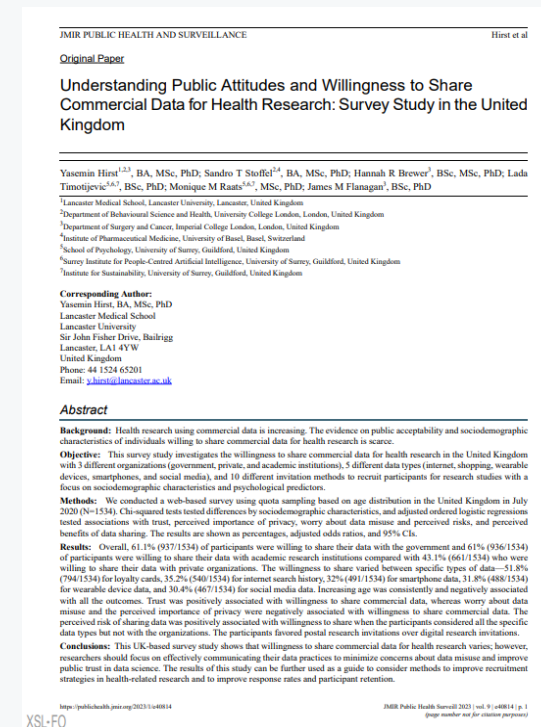 JMIR PUBLIC HEALTH AND SURVEILLANCE Hirst et al
Original Paper
Understanding Public Attitudes and Willingness to Share
Commercial Data for Health Research: Survey Study in the United
Kingdom
Yasemin Hirst1,2,3, BA, MSc, PhD; Sandro T Stoffel2,4, BA, MSc, PhD; Hannah R Brewer3, BSc, MSc, PhD; Lada
Timotijevic5,6,7, BSc, PhD; Monique M Raats5,6,7, MSc, PhD; James M Flanagan3, BSc, PhD
1Lancaster Medical School, Lancaster University, Lancaster, United Kingdom
2Department of Behavioural Science and Health, University College London, London, United Kingdom
3Department of Surgery and Cancer, Imperial College London, London, United Kingdom
4Institute of Pharmaceutical Medicine, University of Basel, Basel, Switzerland
5School of Psychology, University of Surrey, Guildford, United Kingdom
6Surrey Institute for People-Centred Artificial Intelligence, University of Surrey, Guildford, United Kingdom
7Institute for Sustainability, University of Surrey, Guildford, United Kingdom
Corresponding Author:
Yasemin Hirst, BA, MSc, PhD
Lancaster Medical School
Lancaster University
Sir John Fisher Drive, Bailrigg
Lancaster, LA1 4YW
United Kingdom
Phone: 44 1524 65201
Email: y.hirst@lancaster.ac.uk
Abstract
Background: Health research using commercial data is increasing. The evidence on public acceptability and sociodemographic
characteristics of individuals willing to share commercial data for health research is scarce.
Objective: This survey study investigates the willingness to share commercial data for health research in the United Kingdom
with 3 different organizations (government, private, and academic institutions), 5 different data types (internet, shopping, wearable
devices, smartphones, and social media), and 10 different invitation methods to recruit participants for research studies with a
focus on sociodemographic characteristics and psychological predictors.
Methods: We conducted a web-based survey using quota sampling based on age distribution in the United Kingdom in July
2020 (N=1534). Chi-squared tests tested differences by sociodemographic characteristics, and adjusted ordered logistic regressions
tested associations with trust, perceived importance of privacy, worry about data misuse and perceived risks, and perceived
benefits of data sharing. The results are shown as percentages, adjusted odds ratios, and 95% CIs.
Results: Overall, 61.1% (937/1534) of participants were willing to share their data with the government and 61% (936/1534)
of participants were willing to share their data with academic research institutions compared with 43.1% (661/1534) who were
willing to share their data with private organizations. The willingness to share varied between specific types of data—51.8%
(794/1534) for loyalty cards, 35.2% (540/1534) for internet search history, 32% (491/1534) for smartphone data, 31.8% (488/1534)
for wearable device data, and 30.4% (467/1534) for social media data. Increasing age was consistently and negatively associated
with all the outcomes. Trust was positively associated with willingness to share commercial data, whereas worry about data
misuse and the perceived importance of privacy were negatively associated with willingness to share commercial data. The
perceived risk of sharing data was positively associated with willingness to share when the participants considered all the specific
data types but not with the organizations. The participants favored postal research invitations over digital research invitations.
Conclusions: This UK-based survey study shows that willingness to share commercial data for health research varies; however,
researchers should focus on effectively communicating their data practices to minimize concerns about data misuse and improve
public trust in data science. The results of this study can be further used as a guide to consider methods to improve recruitment
strategies in health-related research and to improve response rates and participant retention.
https://publichealth.jmir.org/2023/1/e40814 JMIR Public Health Surveill 2023 | vol. 9 | e40814 | p. 1
(page number not for citation purposes)
XSL•FO